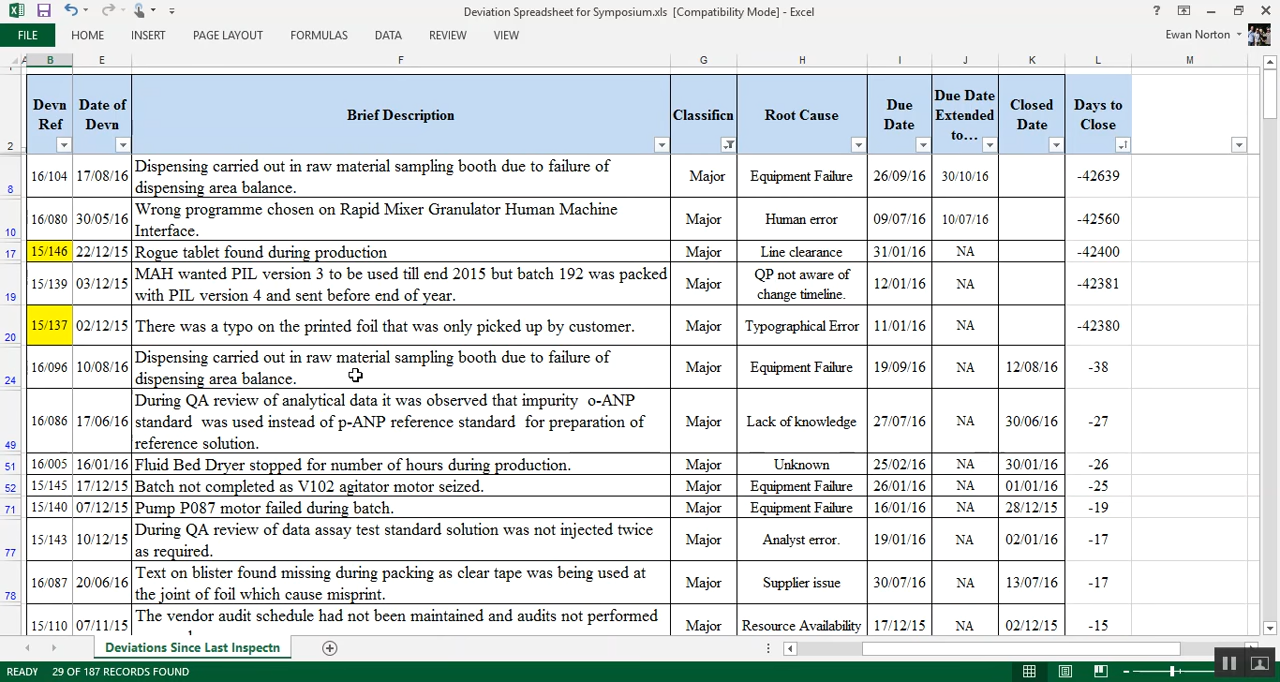 Deviation Spreadsheet for Symposium.xls [Compatibility Mode] - Excel
?
FILE HOME INSERT PAGE LAYOUT FORMULAS DATA REVIEW VIEW
Ewan Norton
B E F G H I J K L M
2
Devn Ref Date of Devn Brief Description Classificn Root Cause Due Date Due Date Extended to… Closed Date Days to Close
8 16/104 17/08/16 Dispensing carried out in raw material sampling booth due to failure of Major Equipment Failure 26/09/16 30/10/16 -42639
dispensing area balance.
10 16/080 30/05/16 Wrong programme chosen on Rapid Mixer Granulator Human Machine Major Human error 09/07/16 10/07/16 -42560
Interface.
17 15/146 22/12/15 Rogue tablet found during production Major Line clearance 31/01/16 NA -42400
19 15/139 03/12/15 MAH wanted PIL version 3 to be used till end 2015 but batch 192 was packed Major QP not aware of 12/01/16 NA -42381
with PIL version 4 and sent before end of year. change timeline.
20 15/137 02/12/15 There was a typo on the printed foil that was only picked up by customer. Major Typographical Error 11/01/16 NA -42380
24 16/096 10/08/16 Dispensing carried out in raw material sampling booth due to failure of Major Equipment Failure 19/09/16 NA 12/08/16 -38
dispensing area balance.
49 16/086 17/06/16 During QA review of analytical data it was observed that impurity o-ANP Major Lack of knowledge 27/07/16 NA 30/06/16 -27
standard was used instead of p-ANP reference standard for preparation of
reference solution.
51 16/005 16/01/16 Fluid Bed Dryer stopped for number of hours during production. Major Unknown 25/02/16 NA 30/01/16 -26
52 15/145 17/12/15 Batch not completed as V102 agitator motor seized. Major Equipment Failure 26/01/16 NA 01/01/16 -25
71 15/140 07/12/15 Pump P087 motor failed during batch. Major Equipment Failure 16/01/16 NA 28/12/15 -19
77 15/143 10/12/15 During QA review of data assay test standard solution was not injected twice Major Analyst error. 19/01/16 NA 02/01/16 -17
as required.
78 16/087 20/06/16 Text on blister found missing during packing as clear tape was being used at Major Supplier issue 30/07/16 NA 13/07/16 -17
the joint of foil which cause misprint.
15/110 07/11/15 The vendor audit schedule had not been maintained and audits not performed Major Resource Availability 17/12/15 NA 02/12/15 -15
Deviations Since Last Inspectn
READY 29 OF 187 RECORDS FOUND